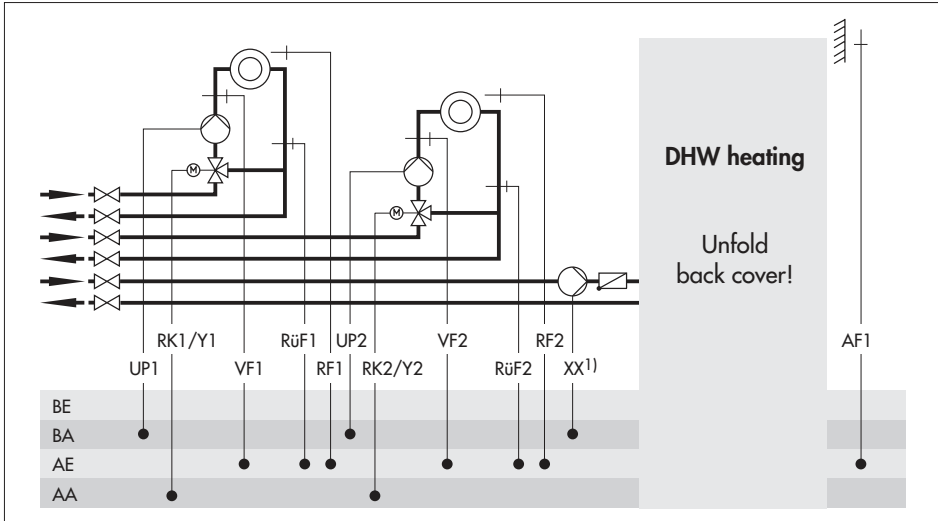 DHW heating
Unfold
back cover!
M
M
RK1/Y1 RüF1 UP2 VF2 RF2 AF1
UP1 VF1 RF1 RK2/Y2 RüF2 XX1)
BE
BA
AE
AA